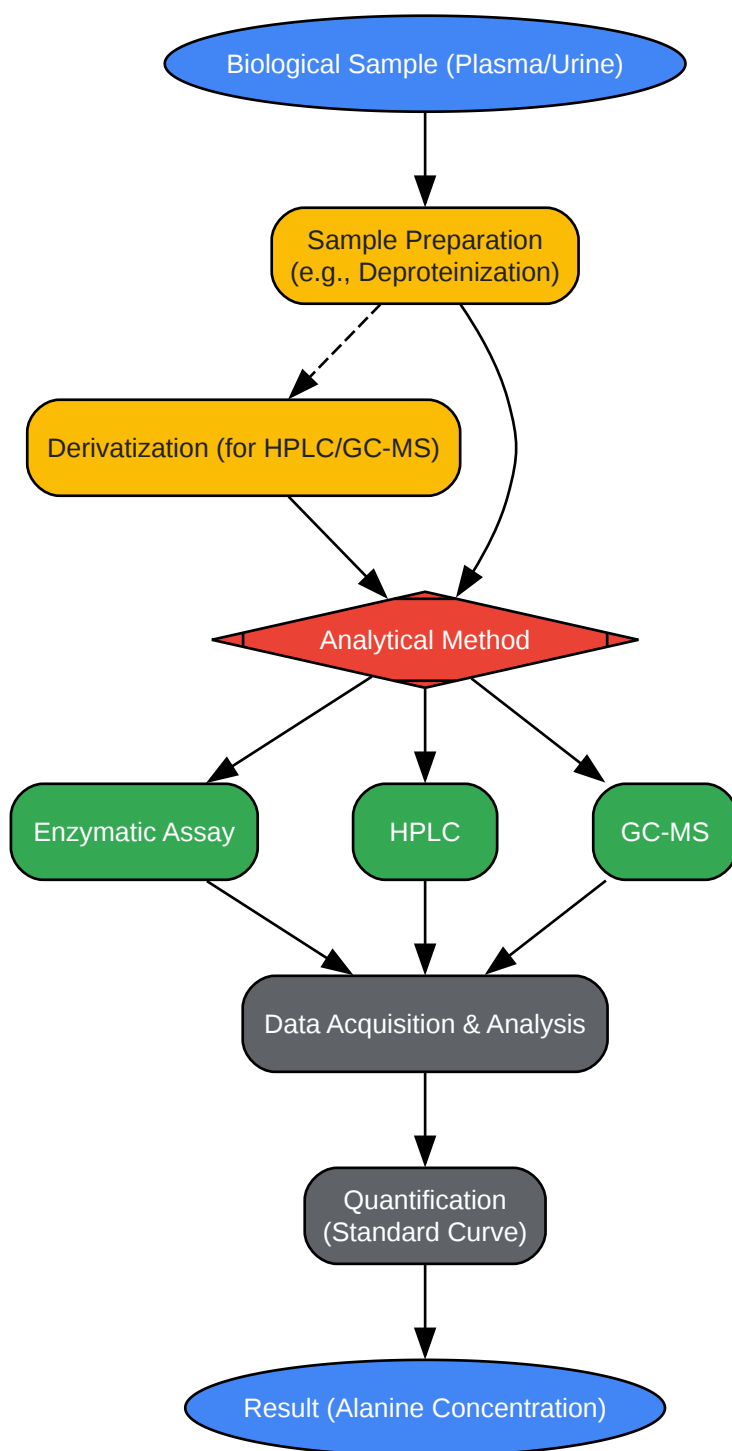 Biological Sample (Plasma/Urine)
Sample Preparation
(e.g., Deproteinization)
Derivatization (for HPLC/GC-MS)
Analytical Method
Enzymatic Assay
HPLC
GC-MS
Data Acquisition & Analysis
Quantification
(Standard Curve)
Result (Alanine Concentration)